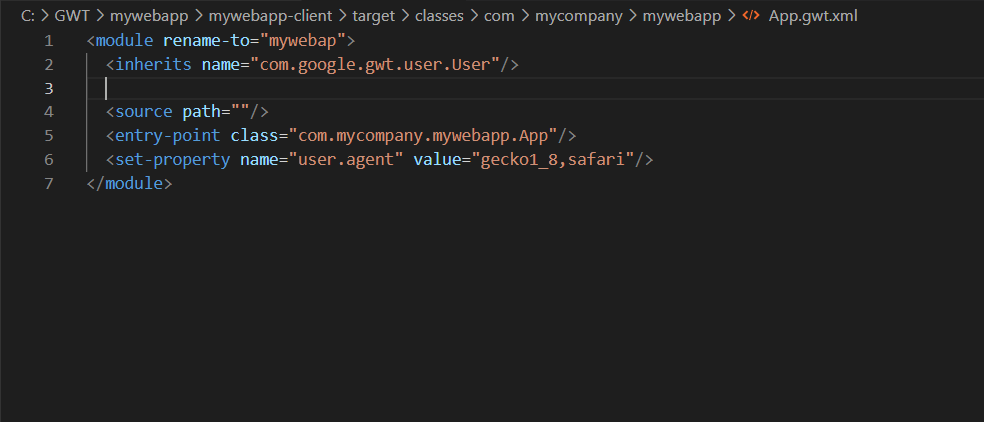 C: > GWT > mywebapp > mywebapp-client > target > classes > com > mycompany > mywebapp > </> App.gwt.xml
1 <module rename-to="mywebap">
2 <inherits name="com.google.gwt.user.User"/>
3
4 <source path=""/>
5 <entry-point class="com.mycompany.mywebapp.App"/>
6 <set-property name="user.agent" value="gecko1_8,safari"/>
7 </module>